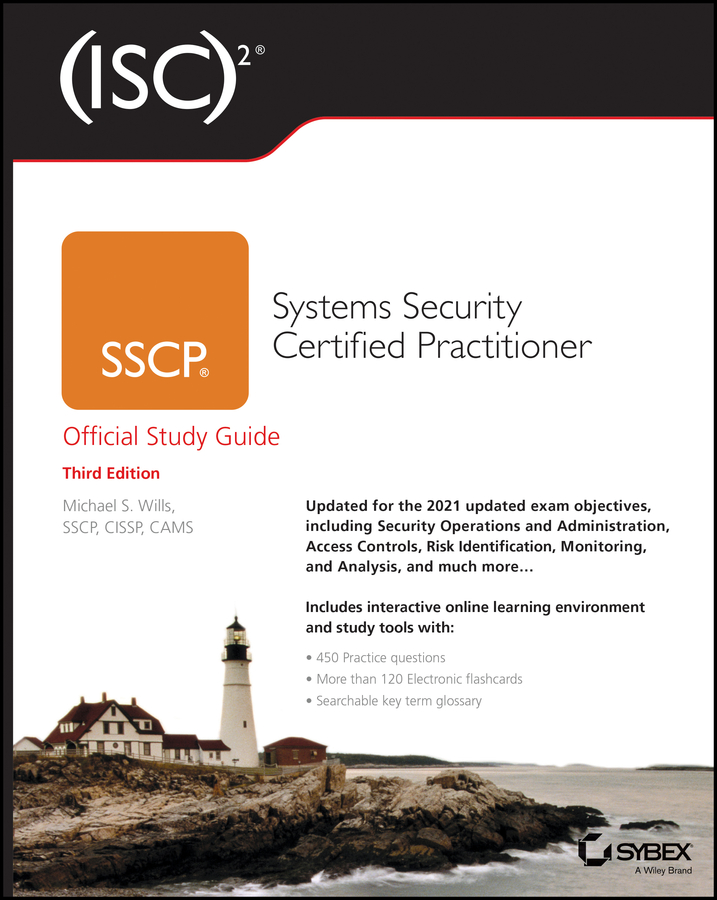 (ISC)²®
SSCP®
Systems Security
Certified Practitioner
Official Study Guide
Third Edition
Michael S. Wills,
SSCP, CISSP, CAMS
Updated for the 2021 updated exam objectives,
including Security Operations and Administration,
Access Controls, Risk Identification, Monitoring,
and Analysis, and much more…
Includes interactive online learning environment
and study tools with:
• 450 Practice questions
• More than 120 Electronic flashcards
• Searchable key term glossary
SYBEX®
A Wiley Brand